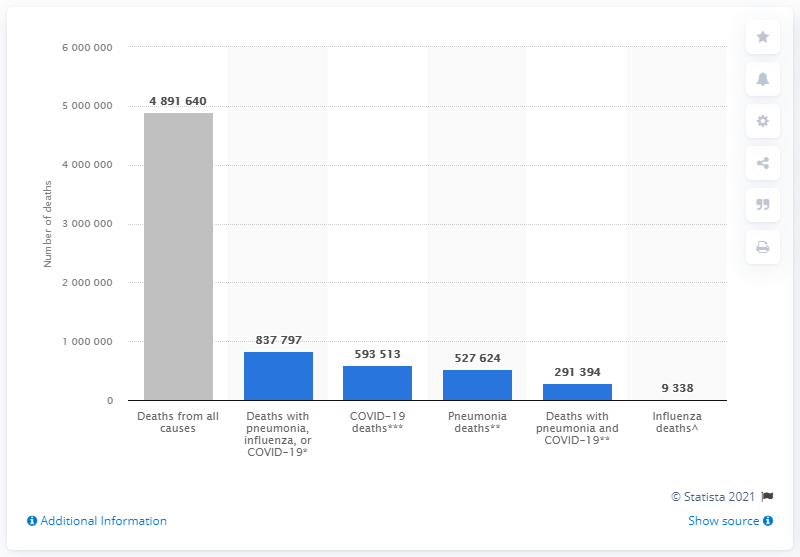 6 000 000
5 000 000
4 000 000
3 000 000
2 000 000
1 000 000
0
Number of deaths
4 891 640
837 797
593 513
527 624
291 394
9 338
Deaths from all
causes
Deaths with
pneumonia,
influenza, or
COVID-19*
COVID-19
deaths***
Pneumonia
deaths**
Deaths with
pneumonia and
COVID-19**
Influenza
deaths^
© Statista 2021
Additional Information
Show source